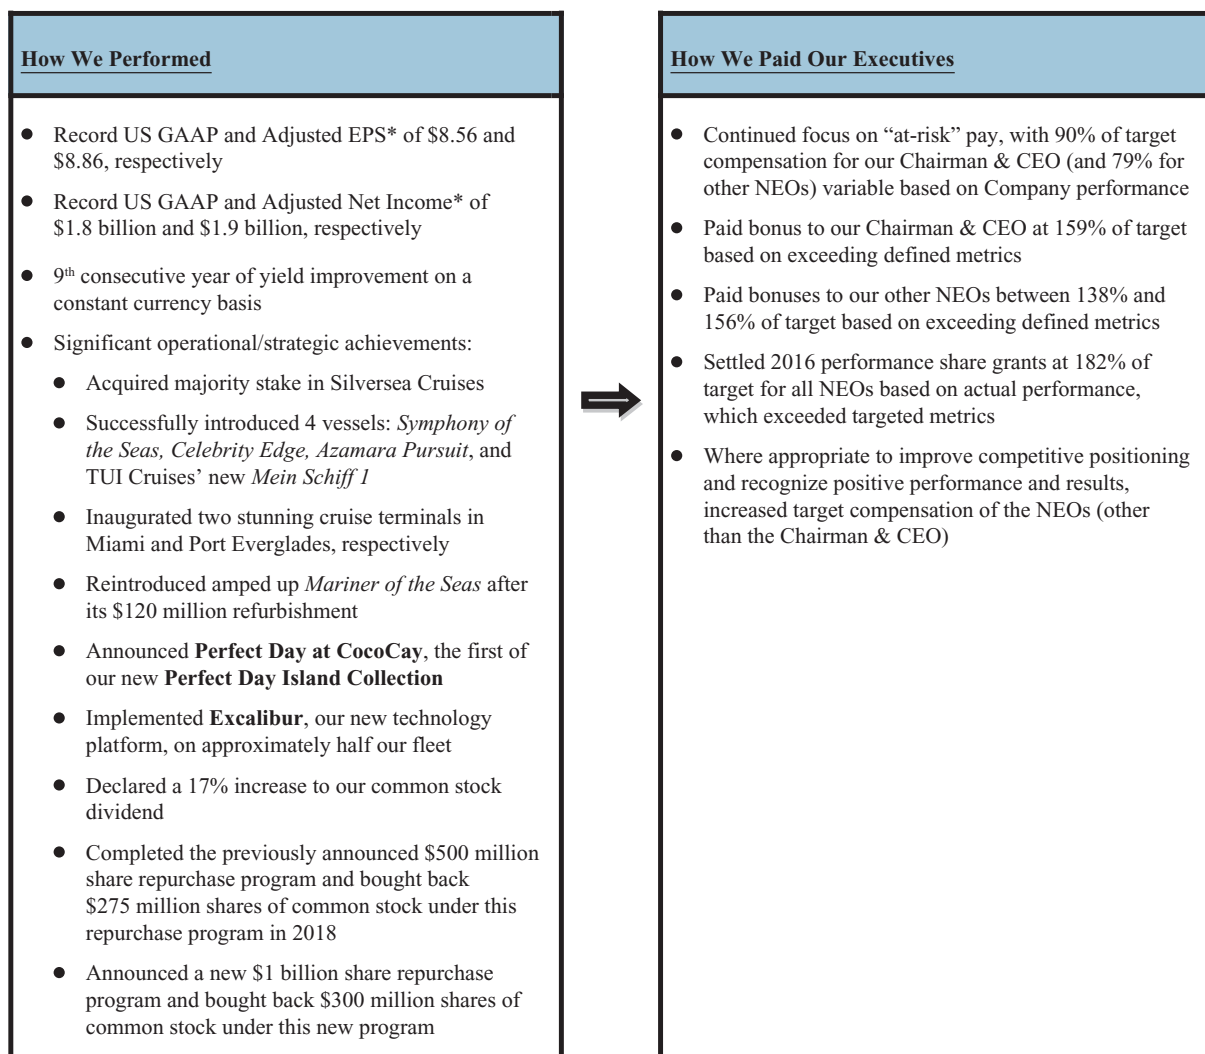 How We Performed
● Record US GAAP and Adjusted EPS* of $8.56 and
$8.86, respectively
● Record US GAAP and Adjusted Net Income* of
$1.8 billion and $1.9 billion, respectively
● 9th consecutive year of yield improvement on a
constant currency basis
● Significant operational/strategic achievements:
● Acquired majority stake in Silversea Cruises
● Successfully introduced 4 vessels: Symphony of
the Seas, Celebrity Edge, Azamara Pursuit, and
TUI Cruises’ new Mein Schiff 1
● Inaugurated two stunning cruise terminals in
Miami and Port Everglades, respectively
● Reintroduced amped up Mariner of the Seas after
its $120 million refurbishment
● Announced Perfect Day at CocoCay, the first of
our new Perfect Day Island Collection
● Implemented Excalibur, our new technology
platform, on approximately half our fleet
● Declared a 17% increase to our common stock
dividend
● Completed the previously announced $500 million
share repurchase program and bought back
$275 million shares of common stock under this
repurchase program in 2018
● Announced a new $1 billion share repurchase
program and bought back $300 million shares of
common stock under this new program
How We Paid Our Executives
● Continued focus on “at-risk” pay, with 90% of target
compensation for our Chairman & CEO (and 79% for
other NEOs) variable based on Company performance
● Paid bonus to our Chairman & CEO at 159% of target
based on exceeding defined metrics
● Paid bonuses to our other NEOs between 138% and
156% of target based on exceeding defined metrics
● Settled 2016 performance share grants at 182% of
target for all NEOs based on actual performance,
which exceeded targeted metrics
● Where appropriate to improve competitive positioning
and recognize positive performance and results,
increased target compensation of the NEOs (other
than the Chairman & CEO)